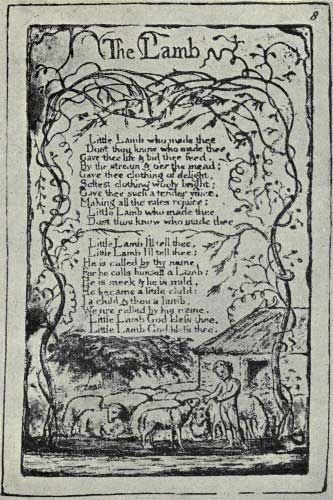 8
The Lamb
Little Lamb who made thee
Dost thou know who made thee
Gave thee life & bid thee feed.
By the stream & o'er the mead;
Gave thee clothing of delight,
Softest clothing wooly bright;
Gave thee such a tender voice,
Making all the vales rejoice:
Little Lamb who made thee
Dost thou know who made thee
Little Lamb I'll tell thee,
Little Lamb I'll tell thee:
He is called by thy name,
For he calls himself a Lamb:
He is meek & he is mild,
He became a little child:
I a child & thou a lamb,
We are called by his name.
Little Lamb God bless thee,
Little Lamb God bless thee.